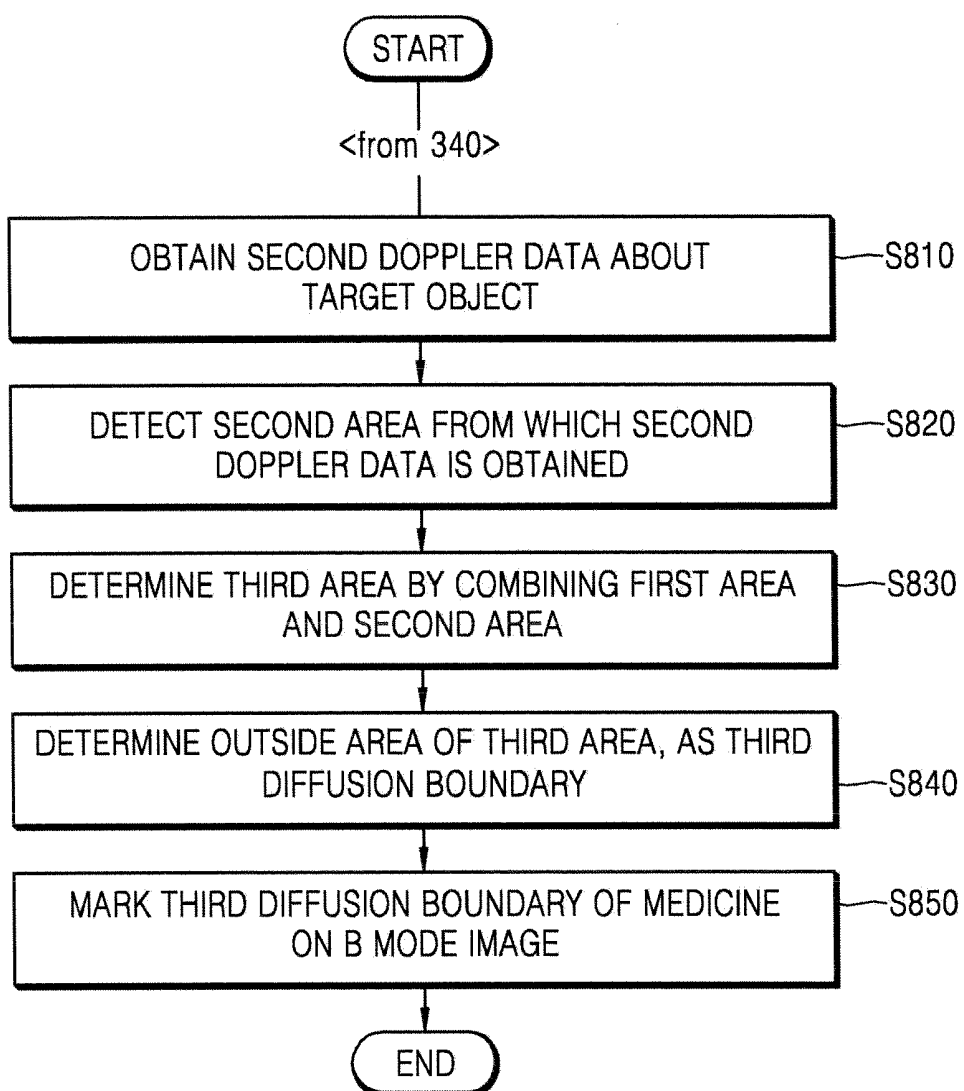 START
<from 340>
OBTAIN SECOND DOPPLER DATA ABOUT
TARGET OBJECT
S810
DETECT SECOND AREA FROM WHICH SECOND
DOPPLER DATA IS OBTAINED
S820
DETERMINE THIRD AREA BY COMBINING FIRST AREA
AND SECOND AREA
S830
DETERMINE OUTSIDE AREA OF THIRD AREA, AS THIRD
DIFFUSION BOUNDARY
S840
MARK THIRD DIFFUSION BOUNDARY OF MEDICINE
ON B MODE IMAGE
S850
END